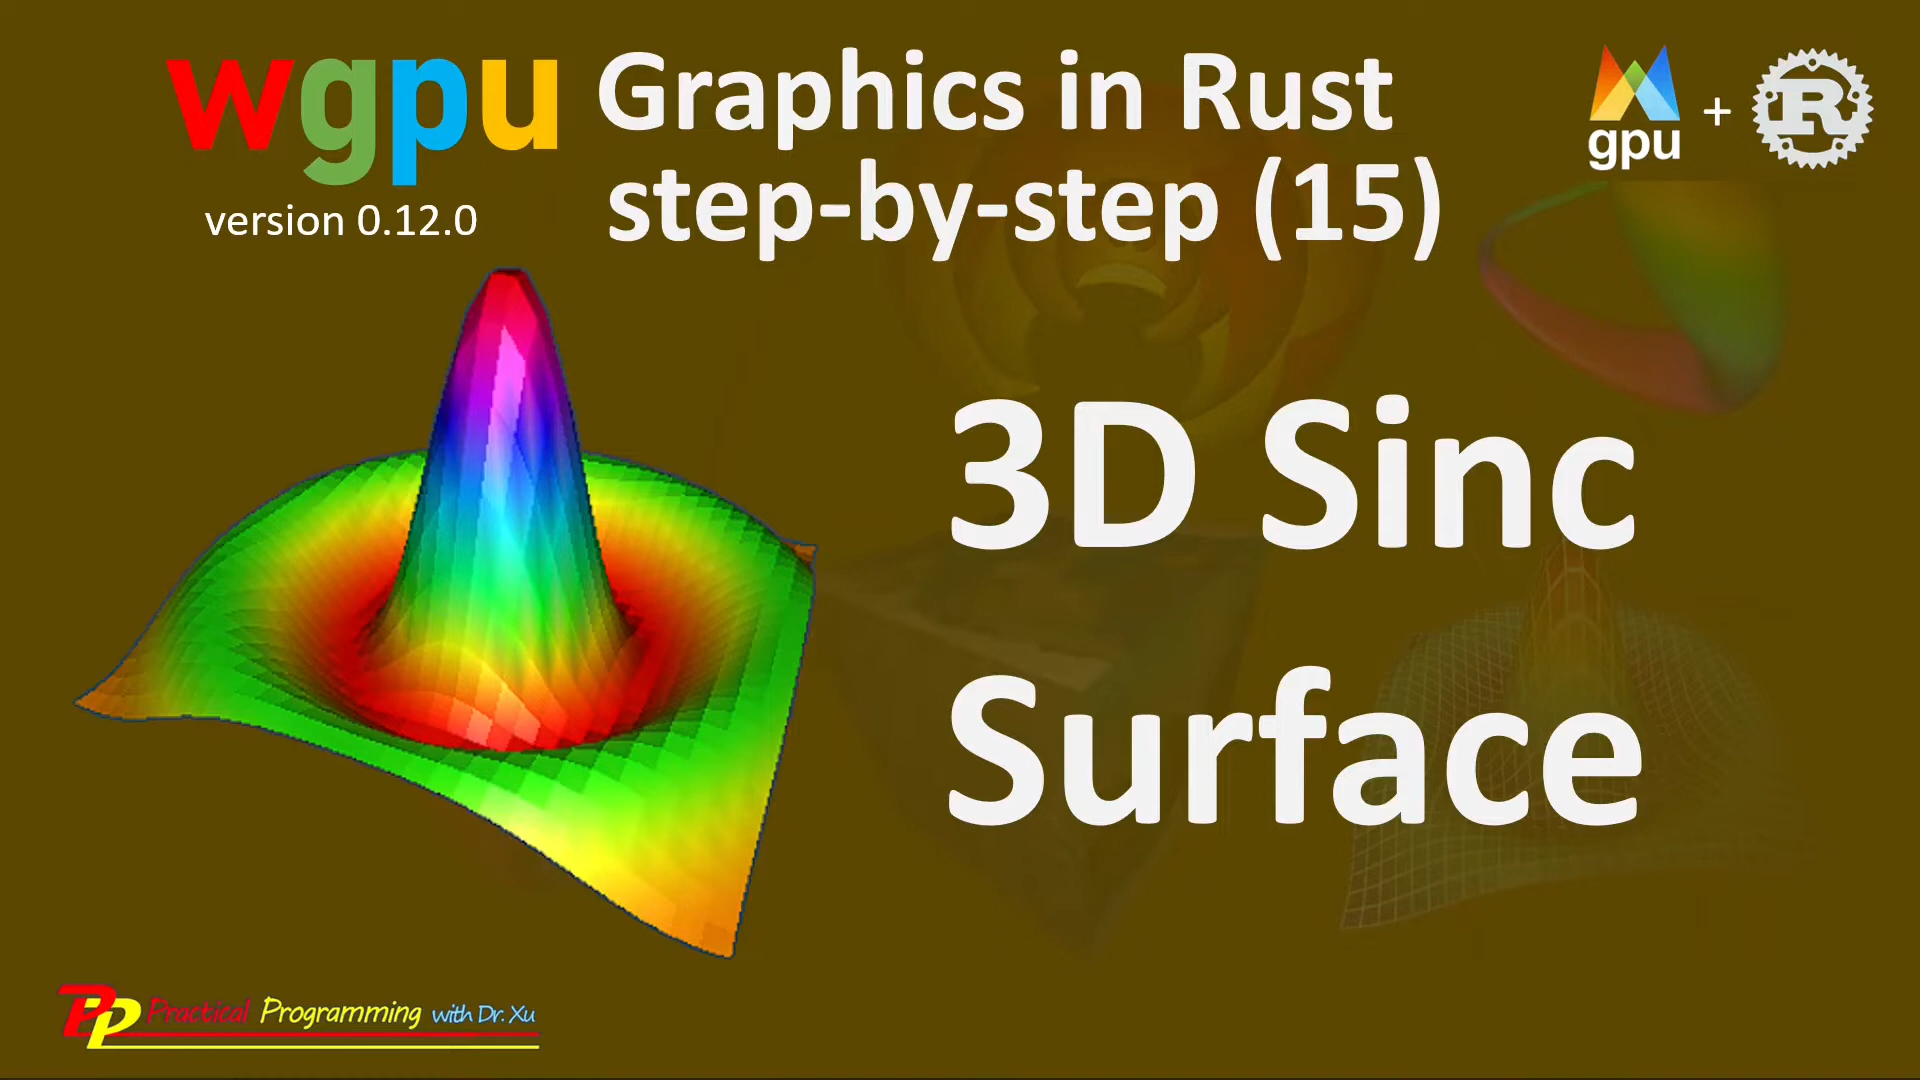 wgpu Graphics in Rust
step-by-step (15)
version 0.12.0
gpu + R
3D Sinc
Surface
PP Practical Programming with Dr. Xu